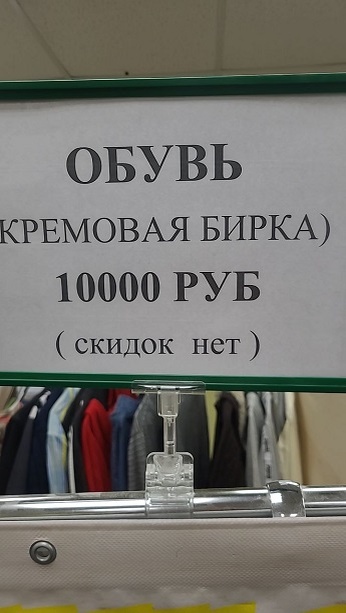 ОБУВЬ
КРЕМОВАЯ БИРКА)
10000 РУБ
( скидок нет )